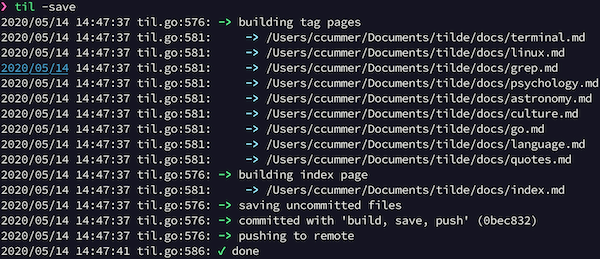 ❯ til -save
2020/05/14 14:47:37 til.go:576: -> building tag pages
2020/05/14 14:47:37 til.go:581:      -> /Users/ccummer/Documents/tilde/docs/terminal.md
2020/05/14 14:47:37 til.go:581:      -> /Users/ccummer/Documents/tilde/docs/linux.md
2020/05/14 14:47:37 til.go:581:      -> /Users/ccummer/Documents/tilde/docs/grep.md
2020/05/14 14:47:37 til.go:581:      -> /Users/ccummer/Documents/tilde/docs/psychology.md
2020/05/14 14:47:37 til.go:581:      -> /Users/ccummer/Documents/tilde/docs/astronomy.md
2020/05/14 14:47:37 til.go:581:      -> /Users/ccummer/Documents/tilde/docs/culture.md
2020/05/14 14:47:37 til.go:581:      -> /Users/ccummer/Documents/tilde/docs/go.md
2020/05/14 14:47:37 til.go:581:      -> /Users/ccummer/Documents/tilde/docs/language.md
2020/05/14 14:47:37 til.go:581:      -> /Users/ccummer/Documents/tilde/docs/quotes.md
2020/05/14 14:47:37 til.go:576: -> building index page
2020/05/14 14:47:37 til.go:581:      -> /Users/ccummer/Documents/tilde/docs/index.md
2020/05/14 14:47:37 til.go:576: -> saving uncommitted files
2020/05/14 14:47:37 til.go:576: -> committed with 'build, save, push' (0bec832)
2020/05/14 14:47:37 til.go:576: -> pushing to remote
2020/05/14 14:47:41 til.go:586: ✔ done